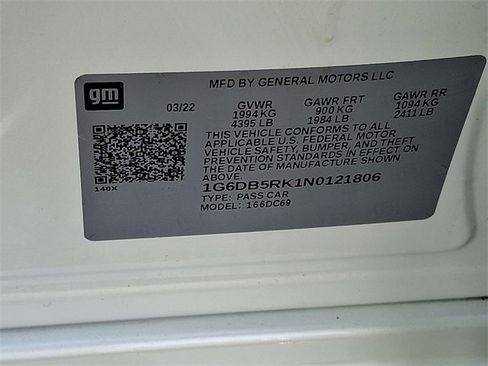 gm
MFD BY GENERAL MOTORS LLC
03/22 GVWR GAWR FRT GAWR RR
1994 KG 900 KG 1094 KG
4395 LB 1984 LB 2411 LB
THIS VEHICLE CONFORMS TO ALL
APPLICABLE U.S. FEDERAL MOTOR
VEHICLE SAFETY, BUMPER, AND THEFT
PREVENTION STANDARDS IN EFFECT ON
THE DATE OF MANUFACTURE SHOWN
ABOVE.
140X
1G6DB5RK1N0121806
TYPE: PASS CAR
MODEL: 166DC69